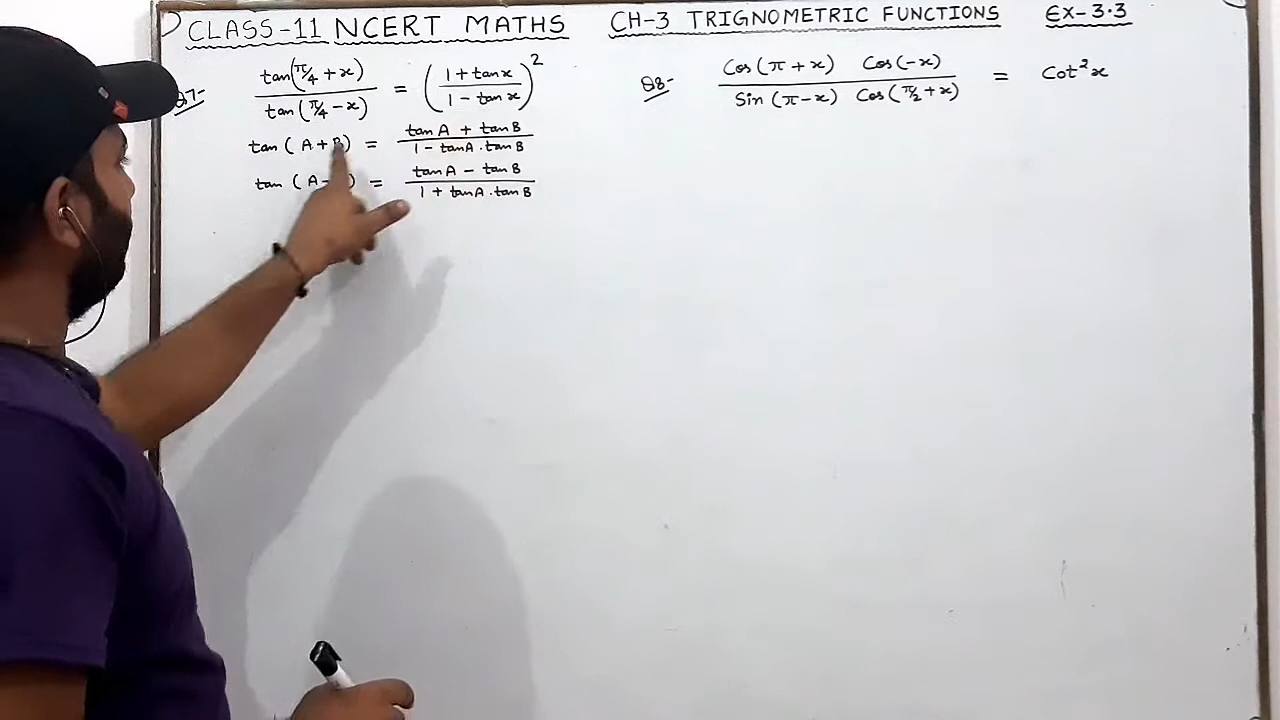 CLASS-11 NCERT MATHS CH-3 TRIGNOMETRIC FUNCTIONS EX-3.3
Q7- tan(π/4 + x) / tan(π/4 - x) = ((1 + tan x) / (1 - tan x))²
tan (A + B) = (tan A + tan B) / (1 - tan A . tan B)
tan (A - ) = (tan A - tan B) / (1 + tan A . tan B)
Q8- Cos (π + x) Cos (-x) / Sin (π - x) Cos (π/2 + x) = Cot² x